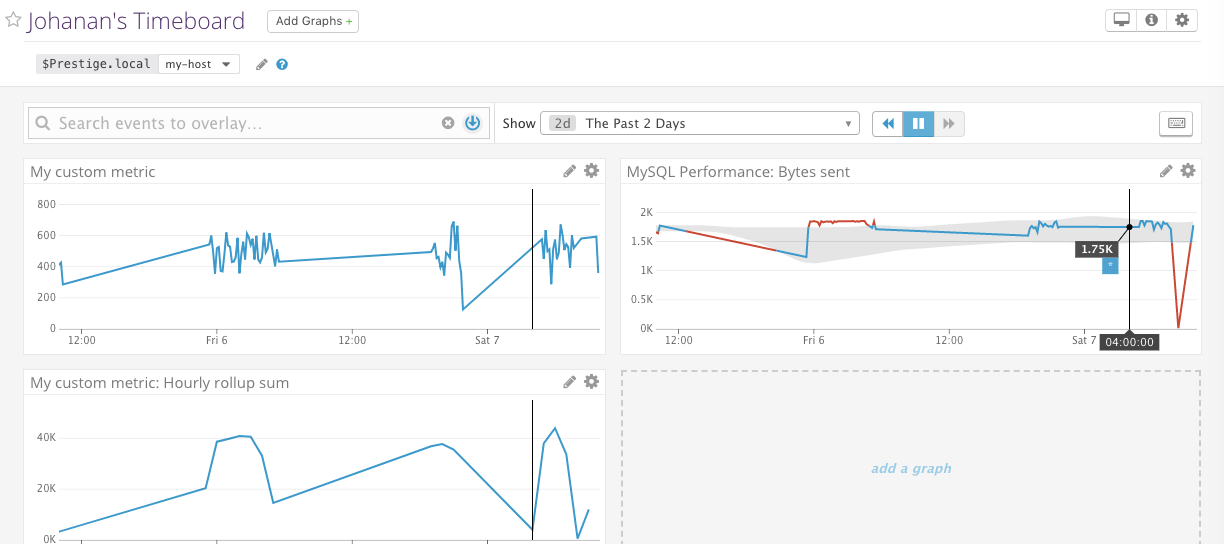 Johanan's Timeboard Add Graphs +
$Prestige.local my-host
Search events to overlay... Show 2d The Past 2 Days
My custom metric
800
600
400
200
0
12:00 Fri 6 12:00 Sat 7
MySQL Performance: Bytes sent
2K
1.5K
1K
0.5K
0K
1.75K
*
12:00 Fri 6 12:00 Sat 7 04:00:00
My custom metric: Hourly rollup sum
40K
20K
0K
add a graph